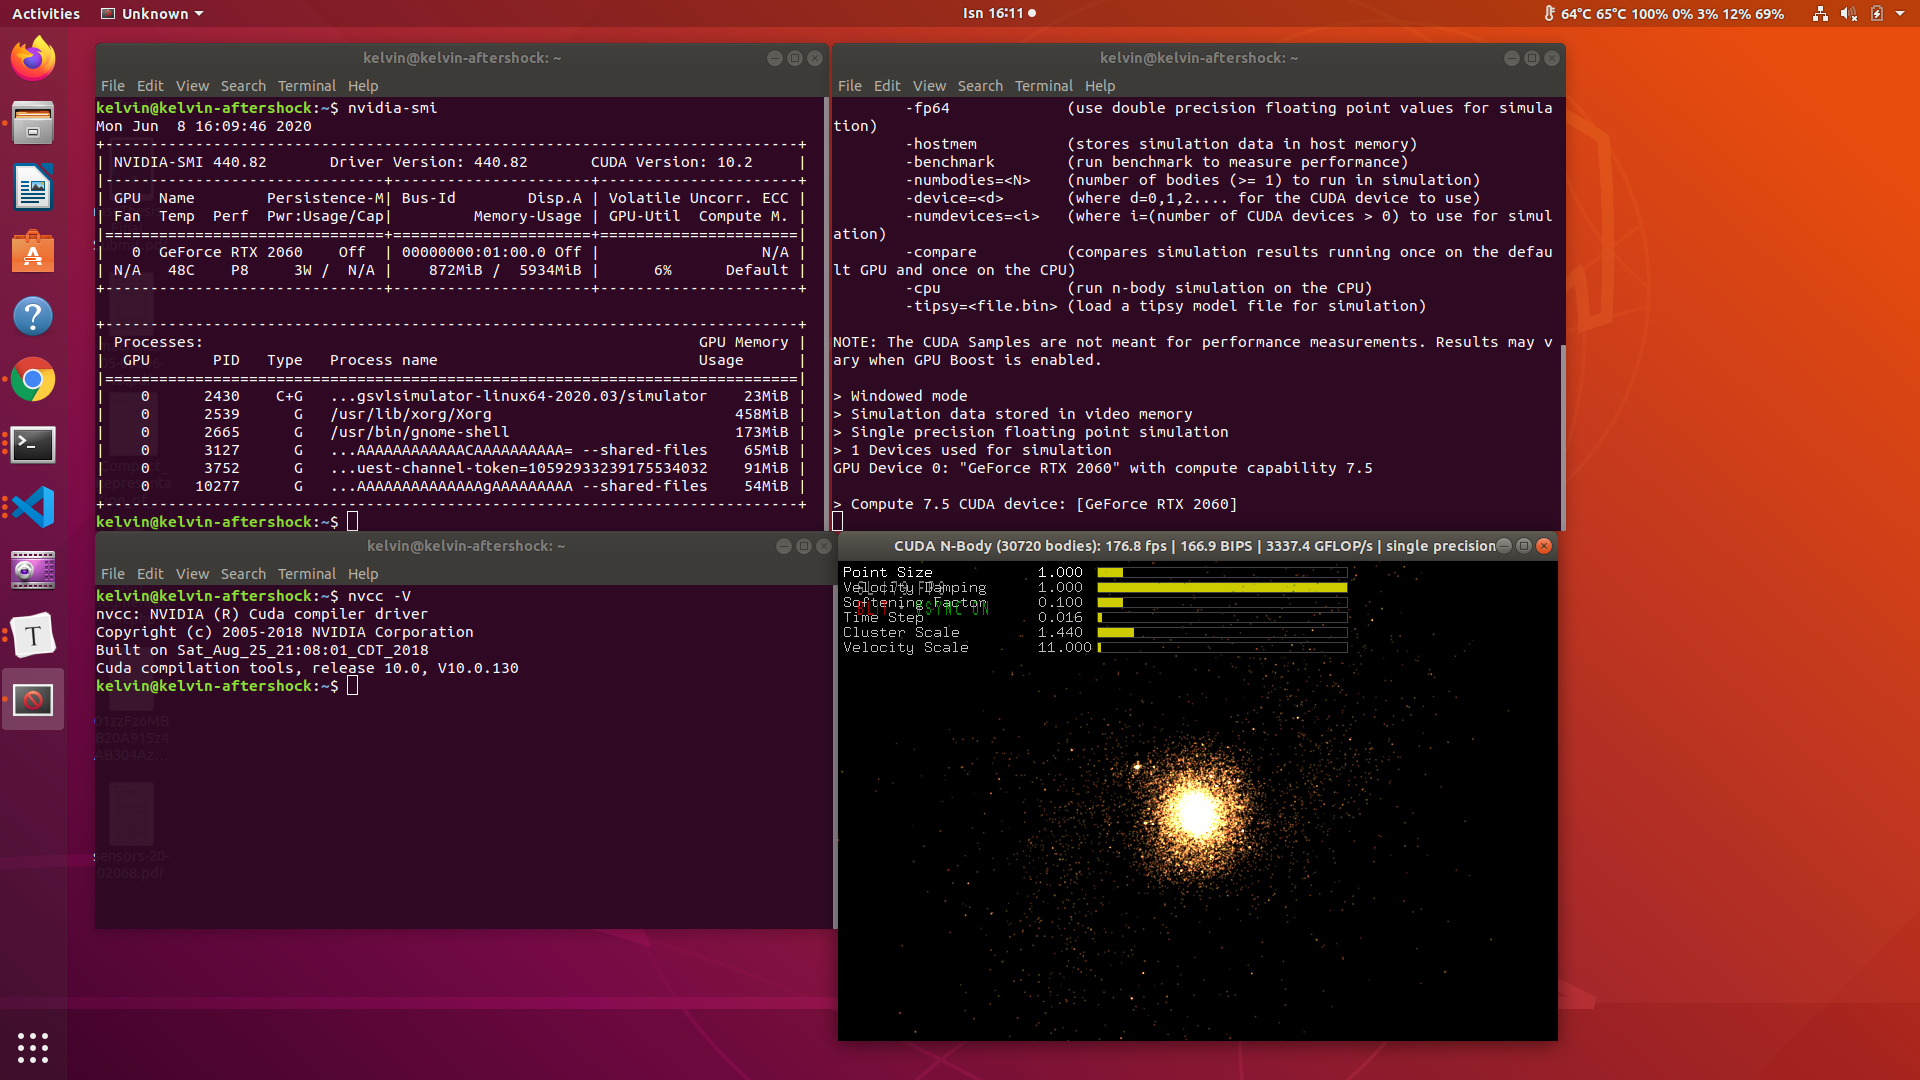 Activities
Unknown
Isn 16:11
64°C 65°C 100% 0% 3% 12% 69%
kelvin@kelvin-aftershock: ~
File Edit View Search Terminal Help
kelvin@kelvin-aftershock:~$ nvidia-smi
Mon Jun  8 16:09:46 2020
+-----------------------------------------------------------------------------+
| NVIDIA-SMI 440.82       Driver Version: 440.82       CUDA Version: 10.2     |
|-------------------------------+----------------------+----------------------+
| GPU  Name        Persistence-M| Bus-Id        Disp.A | Volatile Uncorr. ECC |
| Fan  Temp  Perf  Pwr:Usage/Cap|         Memory-Usage | GPU-Util  Compute M. |
|===============================+======================+======================|
|   0  GeForce RTX 2060    Off  | 00000000:01:00.0 Off |                  N/A |
| N/A   48C    P8     3W /  N/A |    872MiB /  5934MiB |      6%      Default |
+-------------------------------+----------------------+----------------------+
+-----------------------------------------------------------------------------+
| Processes:                                                       GPU Memory |
|  GPU       PID   Type   Process name                             Usage      |
|=============================================================================|
|    0      2430    C+G   ...gsvlsimulator-linux64-2020.03/simulator    23MiB |
|    0      2539      G   /usr/lib/xorg/Xorg                           458MiB |
|    0      2665      G   /usr/bin/gnome-shell                         173MiB |
|    0      3127      G   ...AAAAAAAAAAAACAAAAAAAAAA= --shared-files    65MiB |
|    0      3752      G   ...uest-channel-token=10592933239175534032    91MiB |
|    0     10277      G   ...AAAAAAAAAAAAAAgAAAAAAAAA --shared-files    54MiB |
+-----------------------------------------------------------------------------+
kelvin@kelvin-aftershock:~$
kelvin@kelvin-aftershock: ~
File Edit View Search Terminal Help
-fp64             (use double precision floating point values for simula
tion)
-hostmem          (stores simulation data in host memory)
-benchmark        (run benchmark to measure performance)
-numbodies=<N>    (number of bodies (>= 1) to run in simulation)
-device=<d>       (where d=0,1,2.... for the CUDA device to use)
-numdevices=<i>   (where i=(number of CUDA devices > 0) to use for simul
ation)
-compare          (compares simulation results running once on the defau
lt GPU and once on the CPU)
-cpu              (run n-body simulation on the CPU)
-tipsy=<file.bin> (load a tipsy model file for simulation)
NOTE: The CUDA Samples are not meant for performance measurements. Results may v
ary when GPU Boost is enabled.
> Windowed mode
> Simulation data stored in video memory
> Single precision floating point simulation
> 1 Devices used for simulation
GPU Device 0: "GeForce RTX 2060" with compute capability 7.5
> Compute 7.5 CUDA device: [GeForce RTX 2060]
kelvin@kelvin-aftershock: ~
File Edit View Search Terminal Help
kelvin@kelvin-aftershock:~$ nvcc -V
nvcc: NVIDIA (R) Cuda compiler driver
Copyright (c) 2005-2018 NVIDIA Corporation
Built on Sat_Aug_25_21:08:01_CDT_2018
Cuda compilation tools, release 10.0, V10.0.130
kelvin@kelvin-aftershock:~$
sensors-20-
02068.pdf
CUDA N-Body (30720 bodies): 176.8 fps | 166.9 BIPS | 3337.4 GFLOP/s | single precision
Point Size 1.000
Velocity Damping 1.000
Softening Factor 0.100
Time Step 0.016
Cluster Scale 1.440
Velocity Scale 11.000